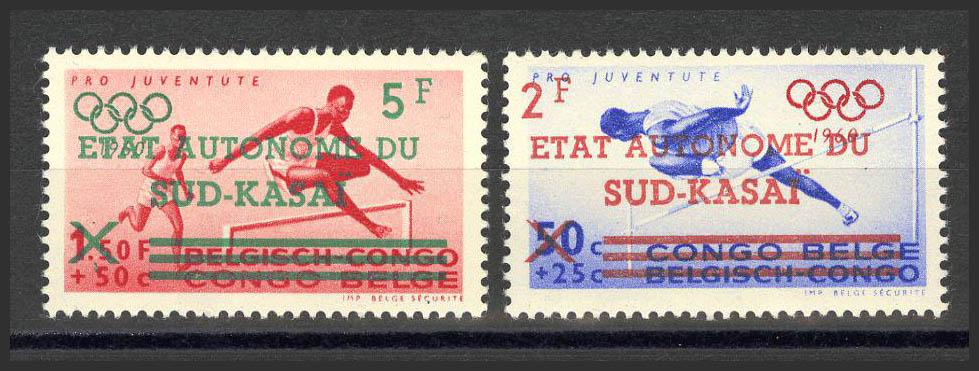 PRO JUVENTUTE
5 F
1960
ETAT AUTONOME DU
SUD-KASAÏ
1.50 F
+ 50 c
BELGISCH-CONGO
CONGO BELGE
IMP. BELGE SÉCURITÉ
PRO JUVENTUTE
2 F
1960
ETAT AUTONOME DU
SUD-KASAÏ
50 c
+ 25 c
CONGO BELGE
BELGISCH-CONGO
IMP. BELGE SÉCURITÉ